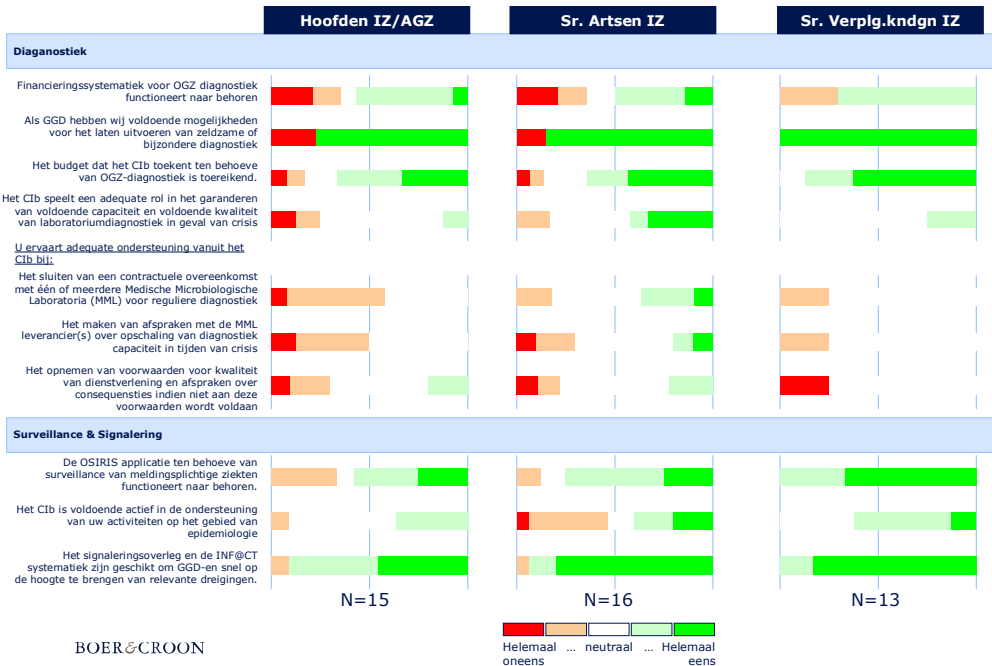 Hoofden IZ/AGZ
Sr. Artsen IZ
Sr. Verplg.kndgn IZ
Diaganostiek
Financieringssystematiek voor OGZ diagnostiek
functioneert naar behoren
Als GGD hebben wij voldoende mogelijkheden
voor het laten uitvoeren van zeldzame of
bijzondere diagnostiek
Het budget dat het CIb toekent ten behoeve
van OGZ-diagnostiek is toereikend.
Het CIb speelt een adequate rol in het garanderen
van voldoende capaciteit en voldoende kwaliteit
van laboratoriumdiagnostiek in geval van crisis
U ervaart adequate ondersteuning vanuit het
CIb bij:
Het sluiten van een contractuele overeenkomst
met één of meerdere Medische Microbiologische
Laboratoria (MML) voor reguliere diagnostiek
Het maken van afspraken met de MML
leverancier(s) over opschaling van diagnostiek
capaciteit in tijden van crisis
Het opnemen van voorwaarden voor kwaliteit
van dienstverlening en afspraken over
consequensties indien niet aan deze
voorwaarden wordt voldaan
Surveillance & Signalering
De OSIRIS applicatie ten behoeve van
surveillance van meldingsplichtige ziekten
functioneert naar behoren.
Het CIb is voldoende actief in de ondersteuning
van uw activiteiten op het gebied van
epidemiologie
Het signaleringsoverleg en de INF@CT
systematiek zijn geschikt om GGD-en snel op
de hoogte te brengen van relevante dreigingen.
N=15
N=16
N=13
BOER&CROON
Helemaal ... neutraal ... Helemaal
oneens eens